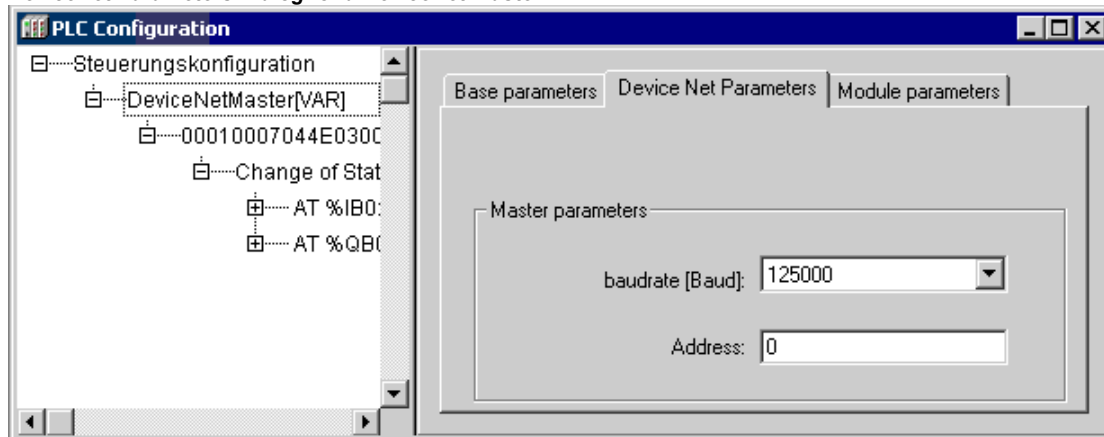 PLC Configuration
Steuerungskonfiguration
DeviceNetMaster[VAR]
00010007044E0300
Change of Stat
AT %IB0
AT %QB0
Base parameters
Device Net Parameters
Module parameters
Master parameters
baudrate [Baud]: 125000
Address: 0